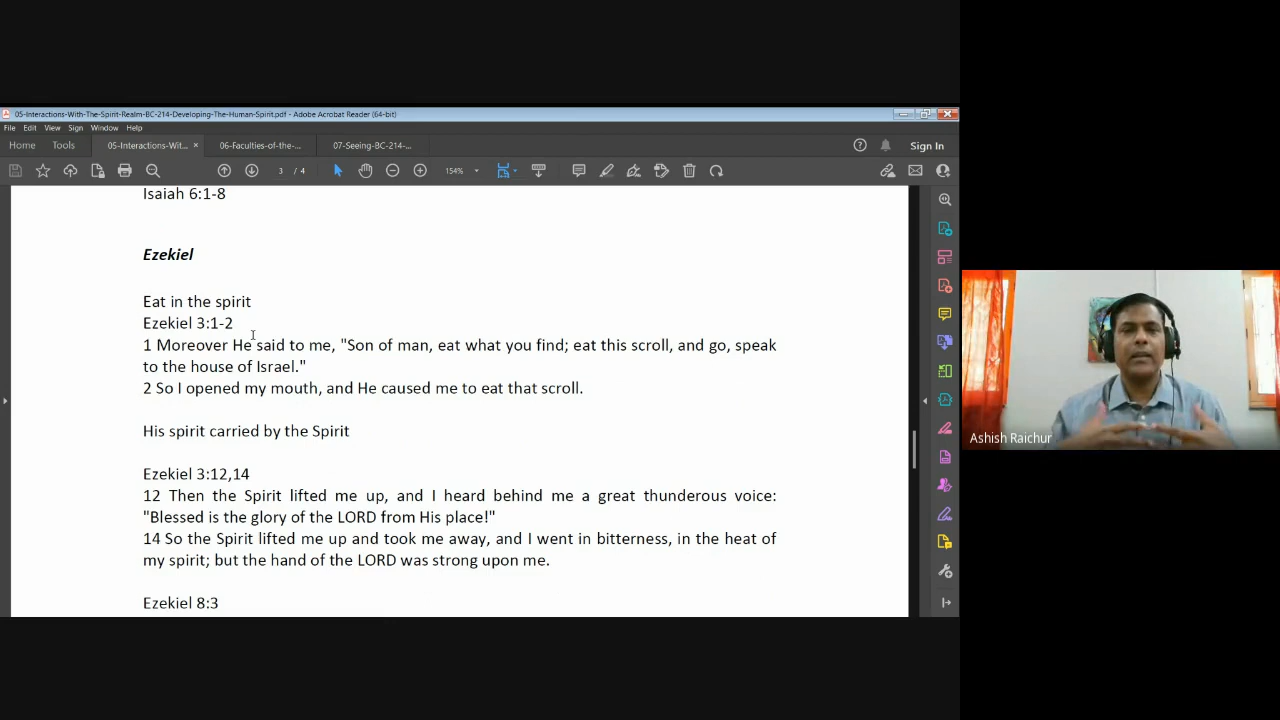 05-Interactions-With-The-Spirit-Realm-BC-214-Developing-The-Human-Spirit.pdf - Adobe Acrobat Reader (64-bit)
File Edit View Sign Window Help
Home Tools 05-Interactions-Wit... × 06-Faculties-of-the-... 07-Seeing-BC-214-... Sign In
3 / 4 154%
Isaiah 6:1-8
Ezekiel
Eat in the spirit
Ezekiel 3:1-2
1 Moreover He said to me, "Son of man, eat what you find; eat this scroll, and go, speak
to the house of Israel."
2 So I opened my mouth, and He caused me to eat that scroll.
His spirit carried by the Spirit
Ezekiel 3:12,14
12 Then the Spirit lifted me up, and I heard behind me a great thunderous voice:
"Blessed is the glory of the LORD from His place!"
14 So the Spirit lifted me up and took me away, and I went in bitterness, in the heat of
my spirit; but the hand of the LORD was strong upon me.
Ezekiel 8:3
Ashish Raichur